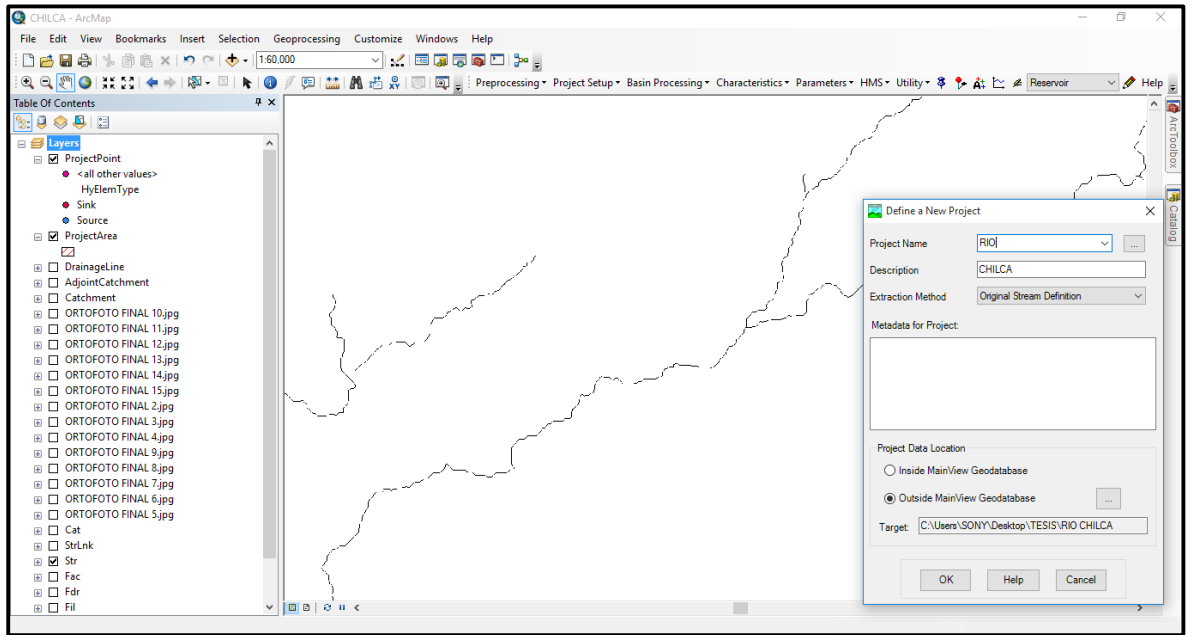 CHILCA - ArcMap
File Edit View Bookmarks Insert Selection Geoprocessing Customize Windows Help
1:60,000
Preprocessing Project Setup Basin Processing Characteristics Parameters HMS Utility Reservoir Help
Table Of Contents
Layers
ProjectPoint
<all other values>
HyElemType
Sink
Source
ProjectArea
DrainageLine
AdjointCatchment
Catchment
ORTOFOTO FINAL 10.jpg
ORTOFOTO FINAL 11.jpg
ORTOFOTO FINAL 12.jpg
ORTOFOTO FINAL 13.jpg
ORTOFOTO FINAL 14.jpg
ORTOFOTO FINAL 15.jpg
ORTOFOTO FINAL 2.jpg
ORTOFOTO FINAL 3.jpg
ORTOFOTO FINAL 4.jpg
ORTOFOTO FINAL 9.jpg
ORTOFOTO FINAL 8.jpg
ORTOFOTO FINAL 7.jpg
ORTOFOTO FINAL 6.jpg
ORTOFOTO FINAL 5.jpg
Cat
StrLnk
Str
Fac
Fdr
Fil
Define a New Project
Project Name RIO
...
Description CHILCA
Extraction Method Original Stream Definition
Metadata for Project:
Project Data Location
Inside MainView Geodatabase
Outside MainView Geodatabase
...
Target: C:\Users\SONY\Desktop\TESIS\RIO CHILCA
OK Help Cancel
ArcToolbox
Catalog